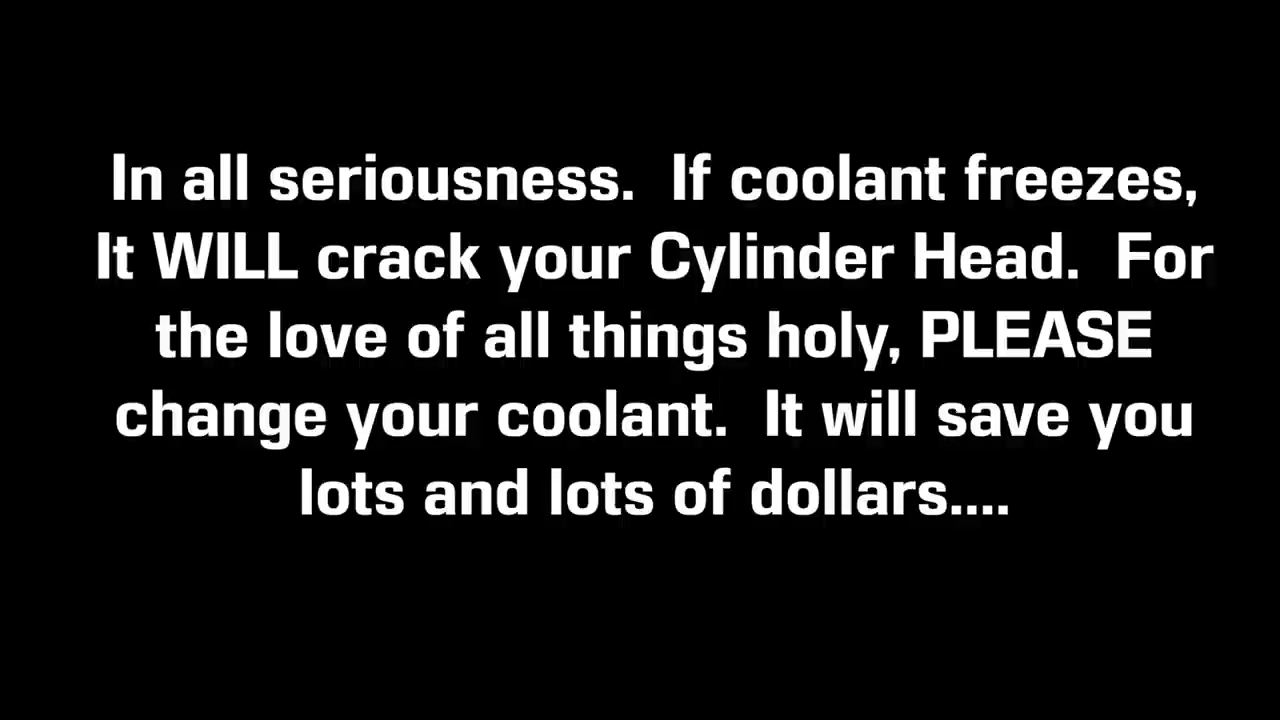 In all seriousness.  If coolant freezes,
It WILL crack your Cylinder Head.  For
the love of all things holy, PLEASE
change your coolant.  It will save you
lots and lots of dollars....